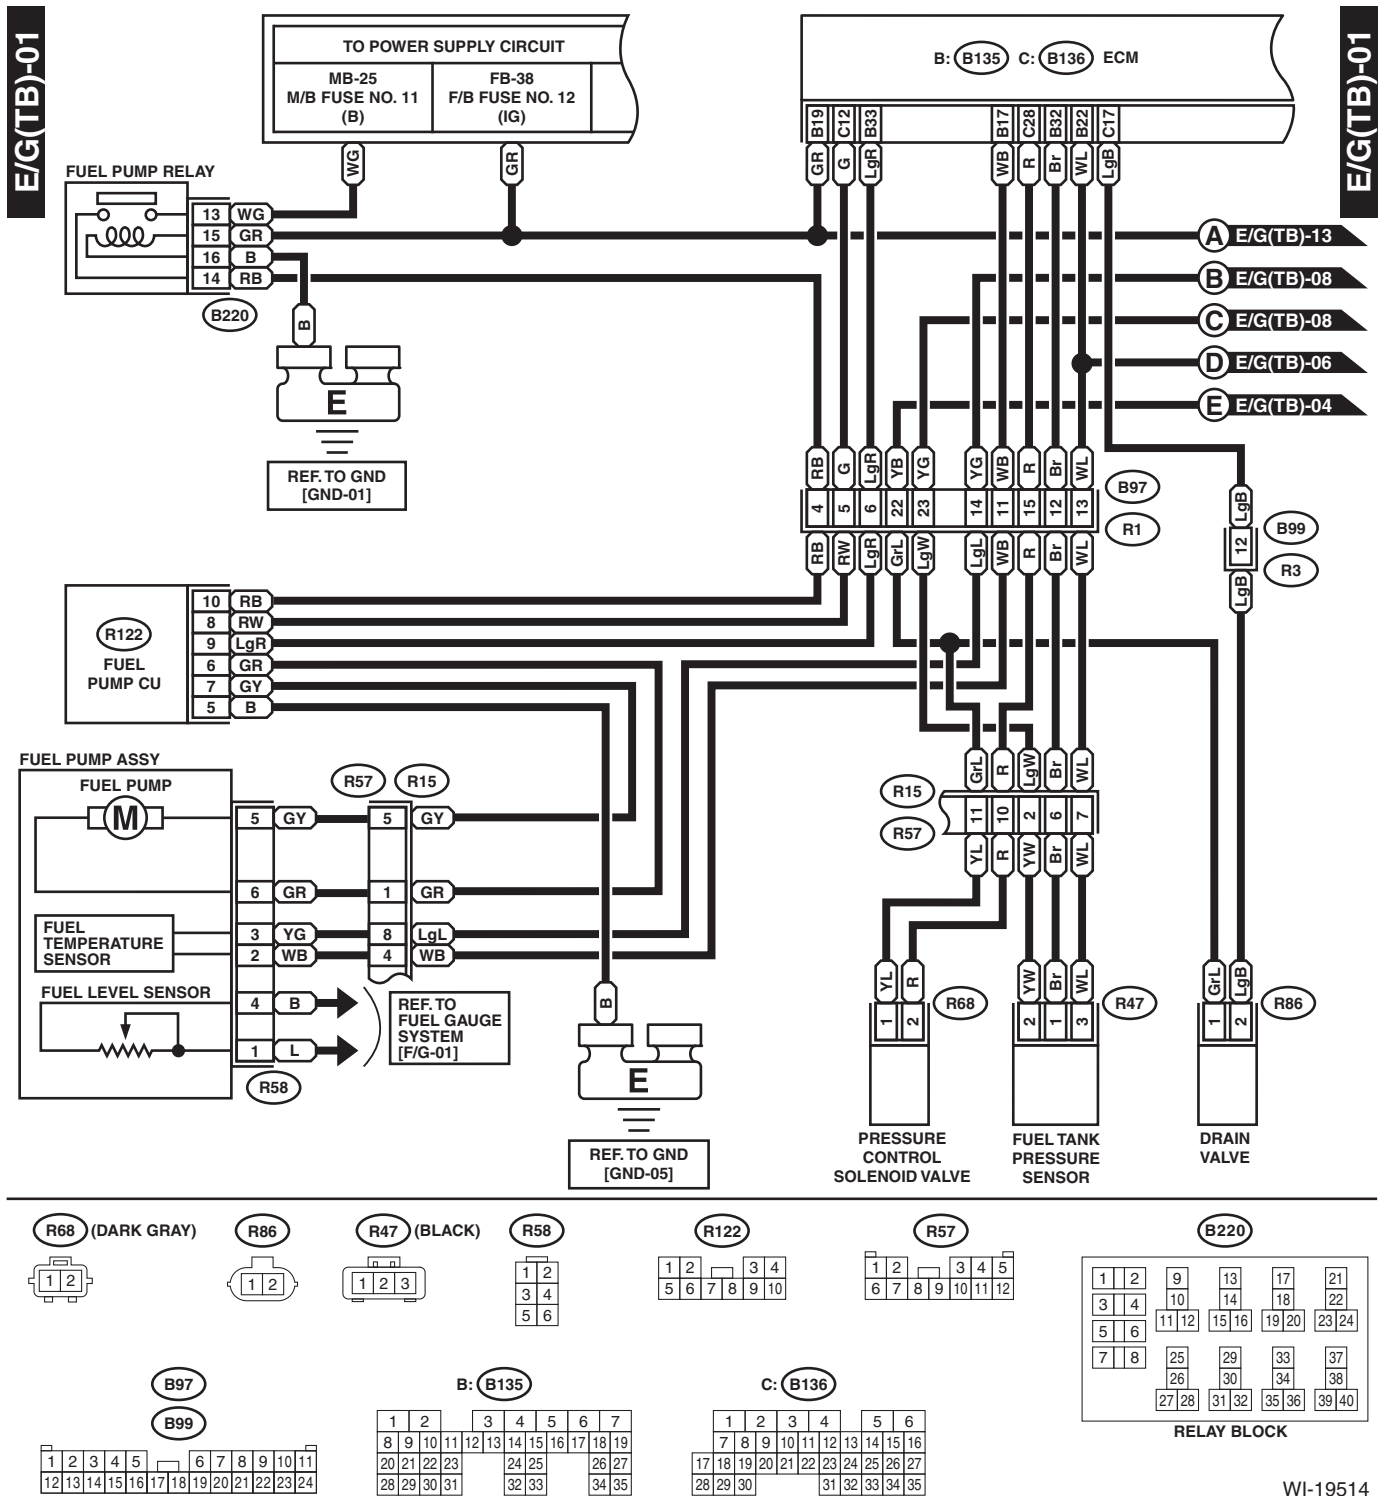 E/G(TB)-01
E/G(TB)-01
TO POWER SUPPLY CIRCUIT
MB-25
M/B FUSE NO. 11
(B)
FB-38
F/B FUSE NO. 12
(IG)
B: B135 C: B136 ECM
B19 C12 B33 B17 C28 B32 B22 C17
WG GR GR G LgR WB R Br WL LgB
FUEL PUMP RELAY
13 WG
15 GR
16 B
14 RB
B220
B
E
REF. TO GND
[GND-01]
A E/G(TB)-13
B E/G(TB)-08
C E/G(TB)-08
D E/G(TB)-06
E E/G(TB)-04
RB G LgR YB YG YG WB R Br WL
4 5 6 22 23 14 11 15 12 13
RB RW LgR GrL LgW LgL WB R Br WL
B97
R1
LgB
12
LgB
B99
R3
R122
FUEL
PUMP CU
10 RB
8 RW
9 LgR
6 GR
7 GY
5 B
FUEL PUMP ASSY
FUEL PUMP
M
R57 R15
5 GY 5 GY
6 GR 1 GR
FUEL
TEMPERATURE
SENSOR
3 YG 8 LgL
2 WB 4 WB
FUEL LEVEL SENSOR
4 B
1 L
R58
REF. TO
FUEL GAUGE
SYSTEM
[F/G-01]
B
E
REF. TO GND
[GND-05]
GrL R LgW Br WL
R15
R57
11 10 2 6 7
YL R YW Br WL
YL R
1 2
R68
YW Br WL
2 1 3
R47
GrL LgB
1 2
R86
PRESSURE
CONTROL
SOLENOID VALVE
FUEL TANK
PRESSURE
SENSOR
DRAIN
VALVE
R68 (DARK GRAY)
1 2
R86
1 2
R47 (BLACK)
1 2 3
R58
1 2
3 4
5 6
R122
1 2 3 4
5 6 7 8 9 10
R57
1 2 3 4 5
6 7 8 9 10 11 12
B220
1 2 9 13 17 21
3 4 10 14 18 22
11 12 15 16 19 20 23 24
5 6
7 8 25 29 33 37
26 30 34 38
27 28 31 32 35 36 39 40
RELAY BLOCK
B97
B99
1 2 3 4 5 6 7 8 9 10 11
12 13 14 15 16 17 18 19 20 21 22 23 24
B: B135
1 2 3 4 5 6 7
8 9 10 11 12 13 14 15 16 17 18 19
20 21 22 23 24 25 26 27
28 29 30 31 32 33 34 35
C: B136
1 2 3 4 5 6
7 8 9 10 11 12 13 14 15 16
17 18 19 20 21 22 23 24 25 26 27
28 29 30 31 32 33 34 35
WI-19514